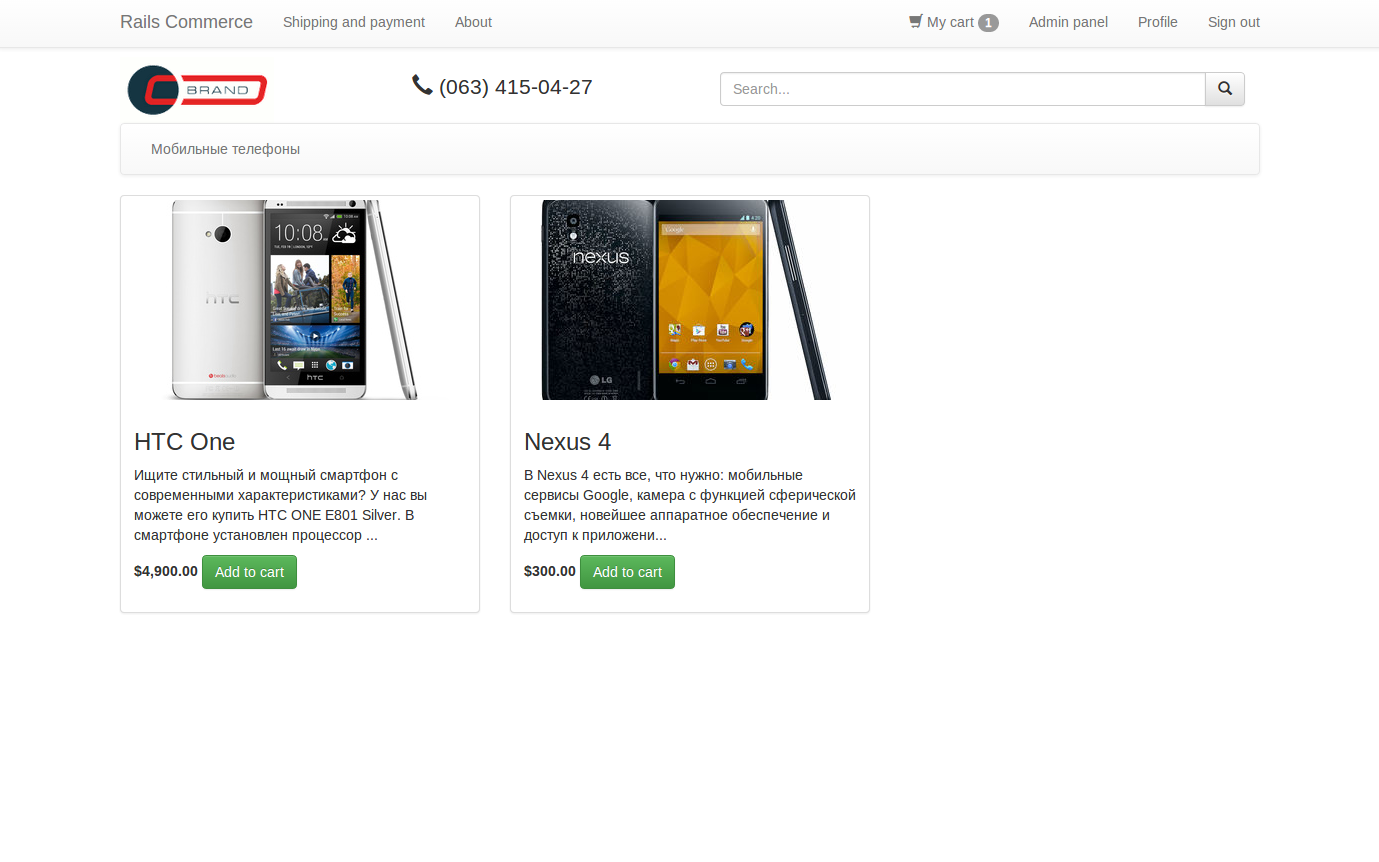 Rails Commerce Shipping and payment About My cart 1 Admin panel Profile Sign out
BRAND (063) 415-04-27 Search...
Мобильные телефоны
10:08
hTC
hTC
nexus
Google
LG
HTC One
Ищите стильный и мощный смартфон с
современными характеристиками? У нас вы
можете его купить HTC ONE E801 Silver. В
смартфоне установлен процессор ...
$4,900.00 Add to cart
Nexus 4
В Nexus 4 есть все, что нужно: мобильные
сервисы Google, камера с функцией сферической
съемки, новейшее аппаратное обеспечение и
доступ к приложени...
$300.00 Add to cart